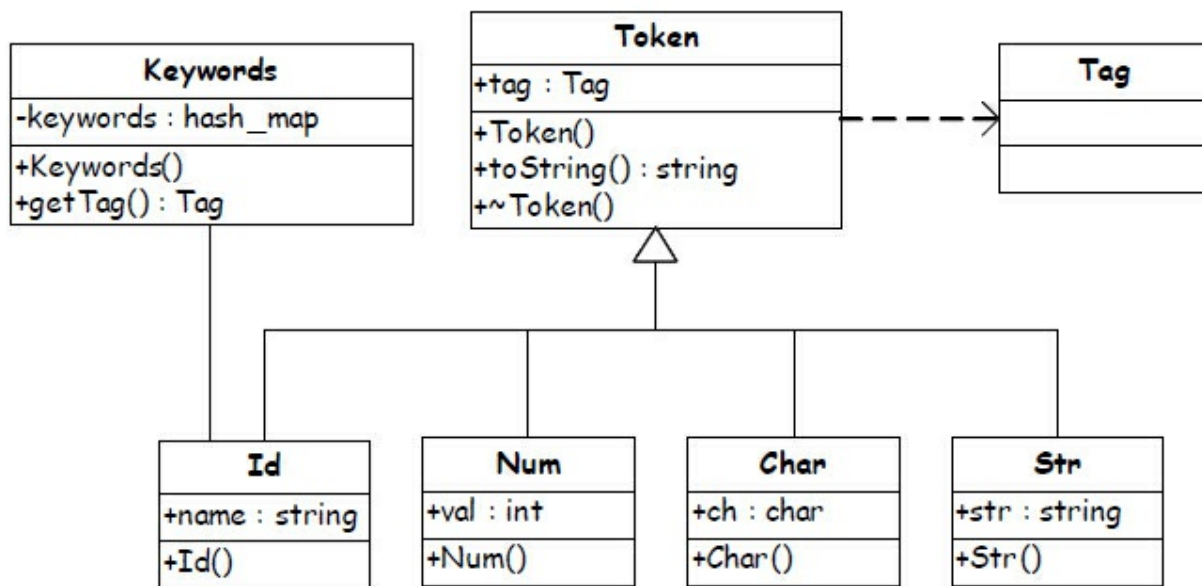 Keywords
-keywords : hash_map
+Keywords()
+getTag() : Tag
Token
+tag : Tag
+Token()
+toString() : string
+~Token()
Tag
Id
+name : string
+Id()
Num
+val : int
+Num()
Char
+ch : char
+Char()
Str
+str : string
+Str()